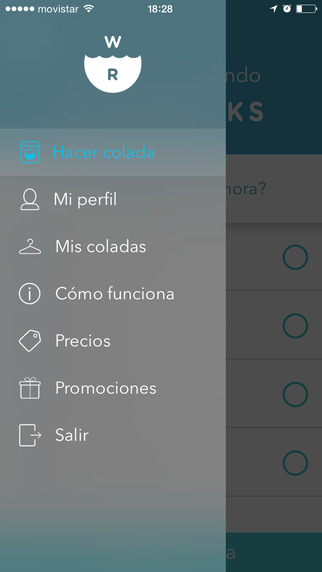 movistar 18:28
W
R
ndo
KS
hora?
Hacer colada
Mi perfil
Mis coladas
Cómo funciona
Precios
Promociones
Salir
a